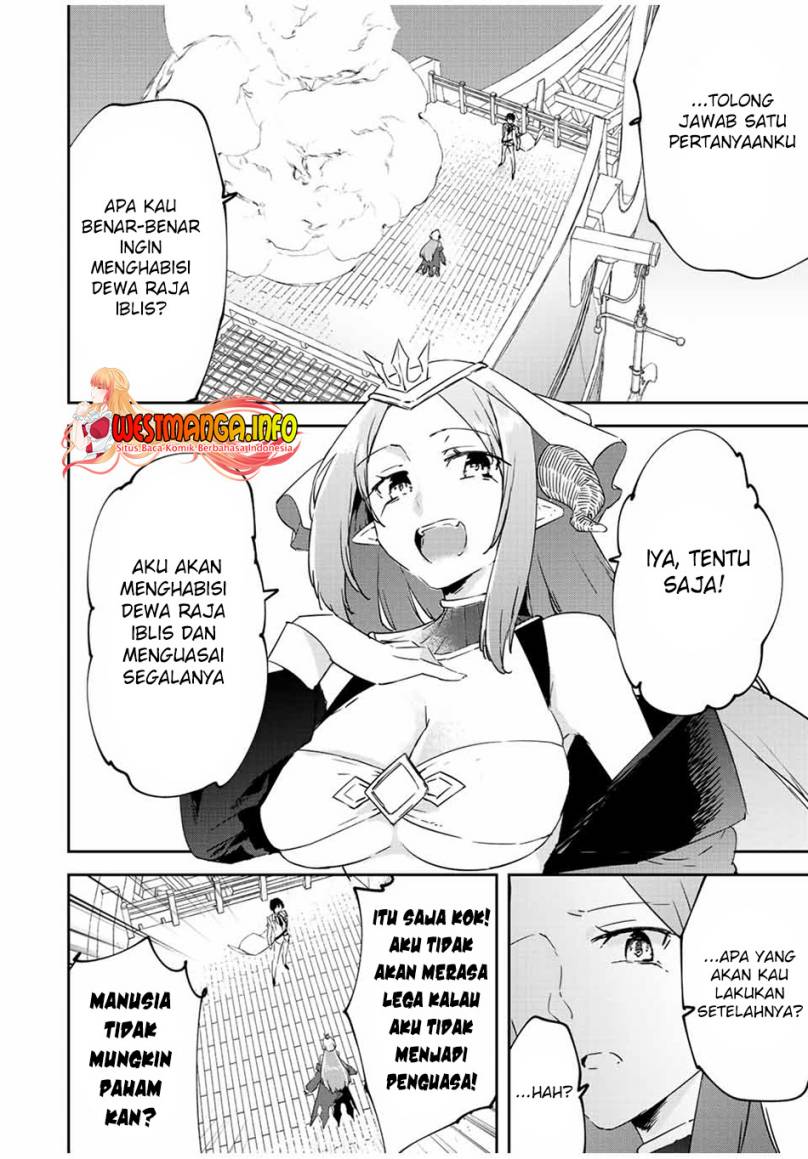 ...TOLONG
JAWAB SATU
PERTANYAANKU
APA KAU
BENAR-BENAR
INGIN
MENGHABISI
DEWA RAJA
IBLIS?
WESTMANGA.INFO
Situs Baca Komik Berbahasa Indonesia
IYA, TENTU
SAJA!
AKU AKAN
MENGHABISI
DEWA RAJA
IBLIS DAN
MENGUASAI
SEGALANYA
...APA YANG
AKAN KAU
LAKUKAN
SETELAHNYA?
...HAH?
ITU SAJA KOK!
AKU TIDAK
AKAN MERASA
LEGA KALAU
AKU TIDAK
MENJADI
PENGUASA!
MANUSIA
TIDAK
MUNGKIN
PAHAM
KAN?